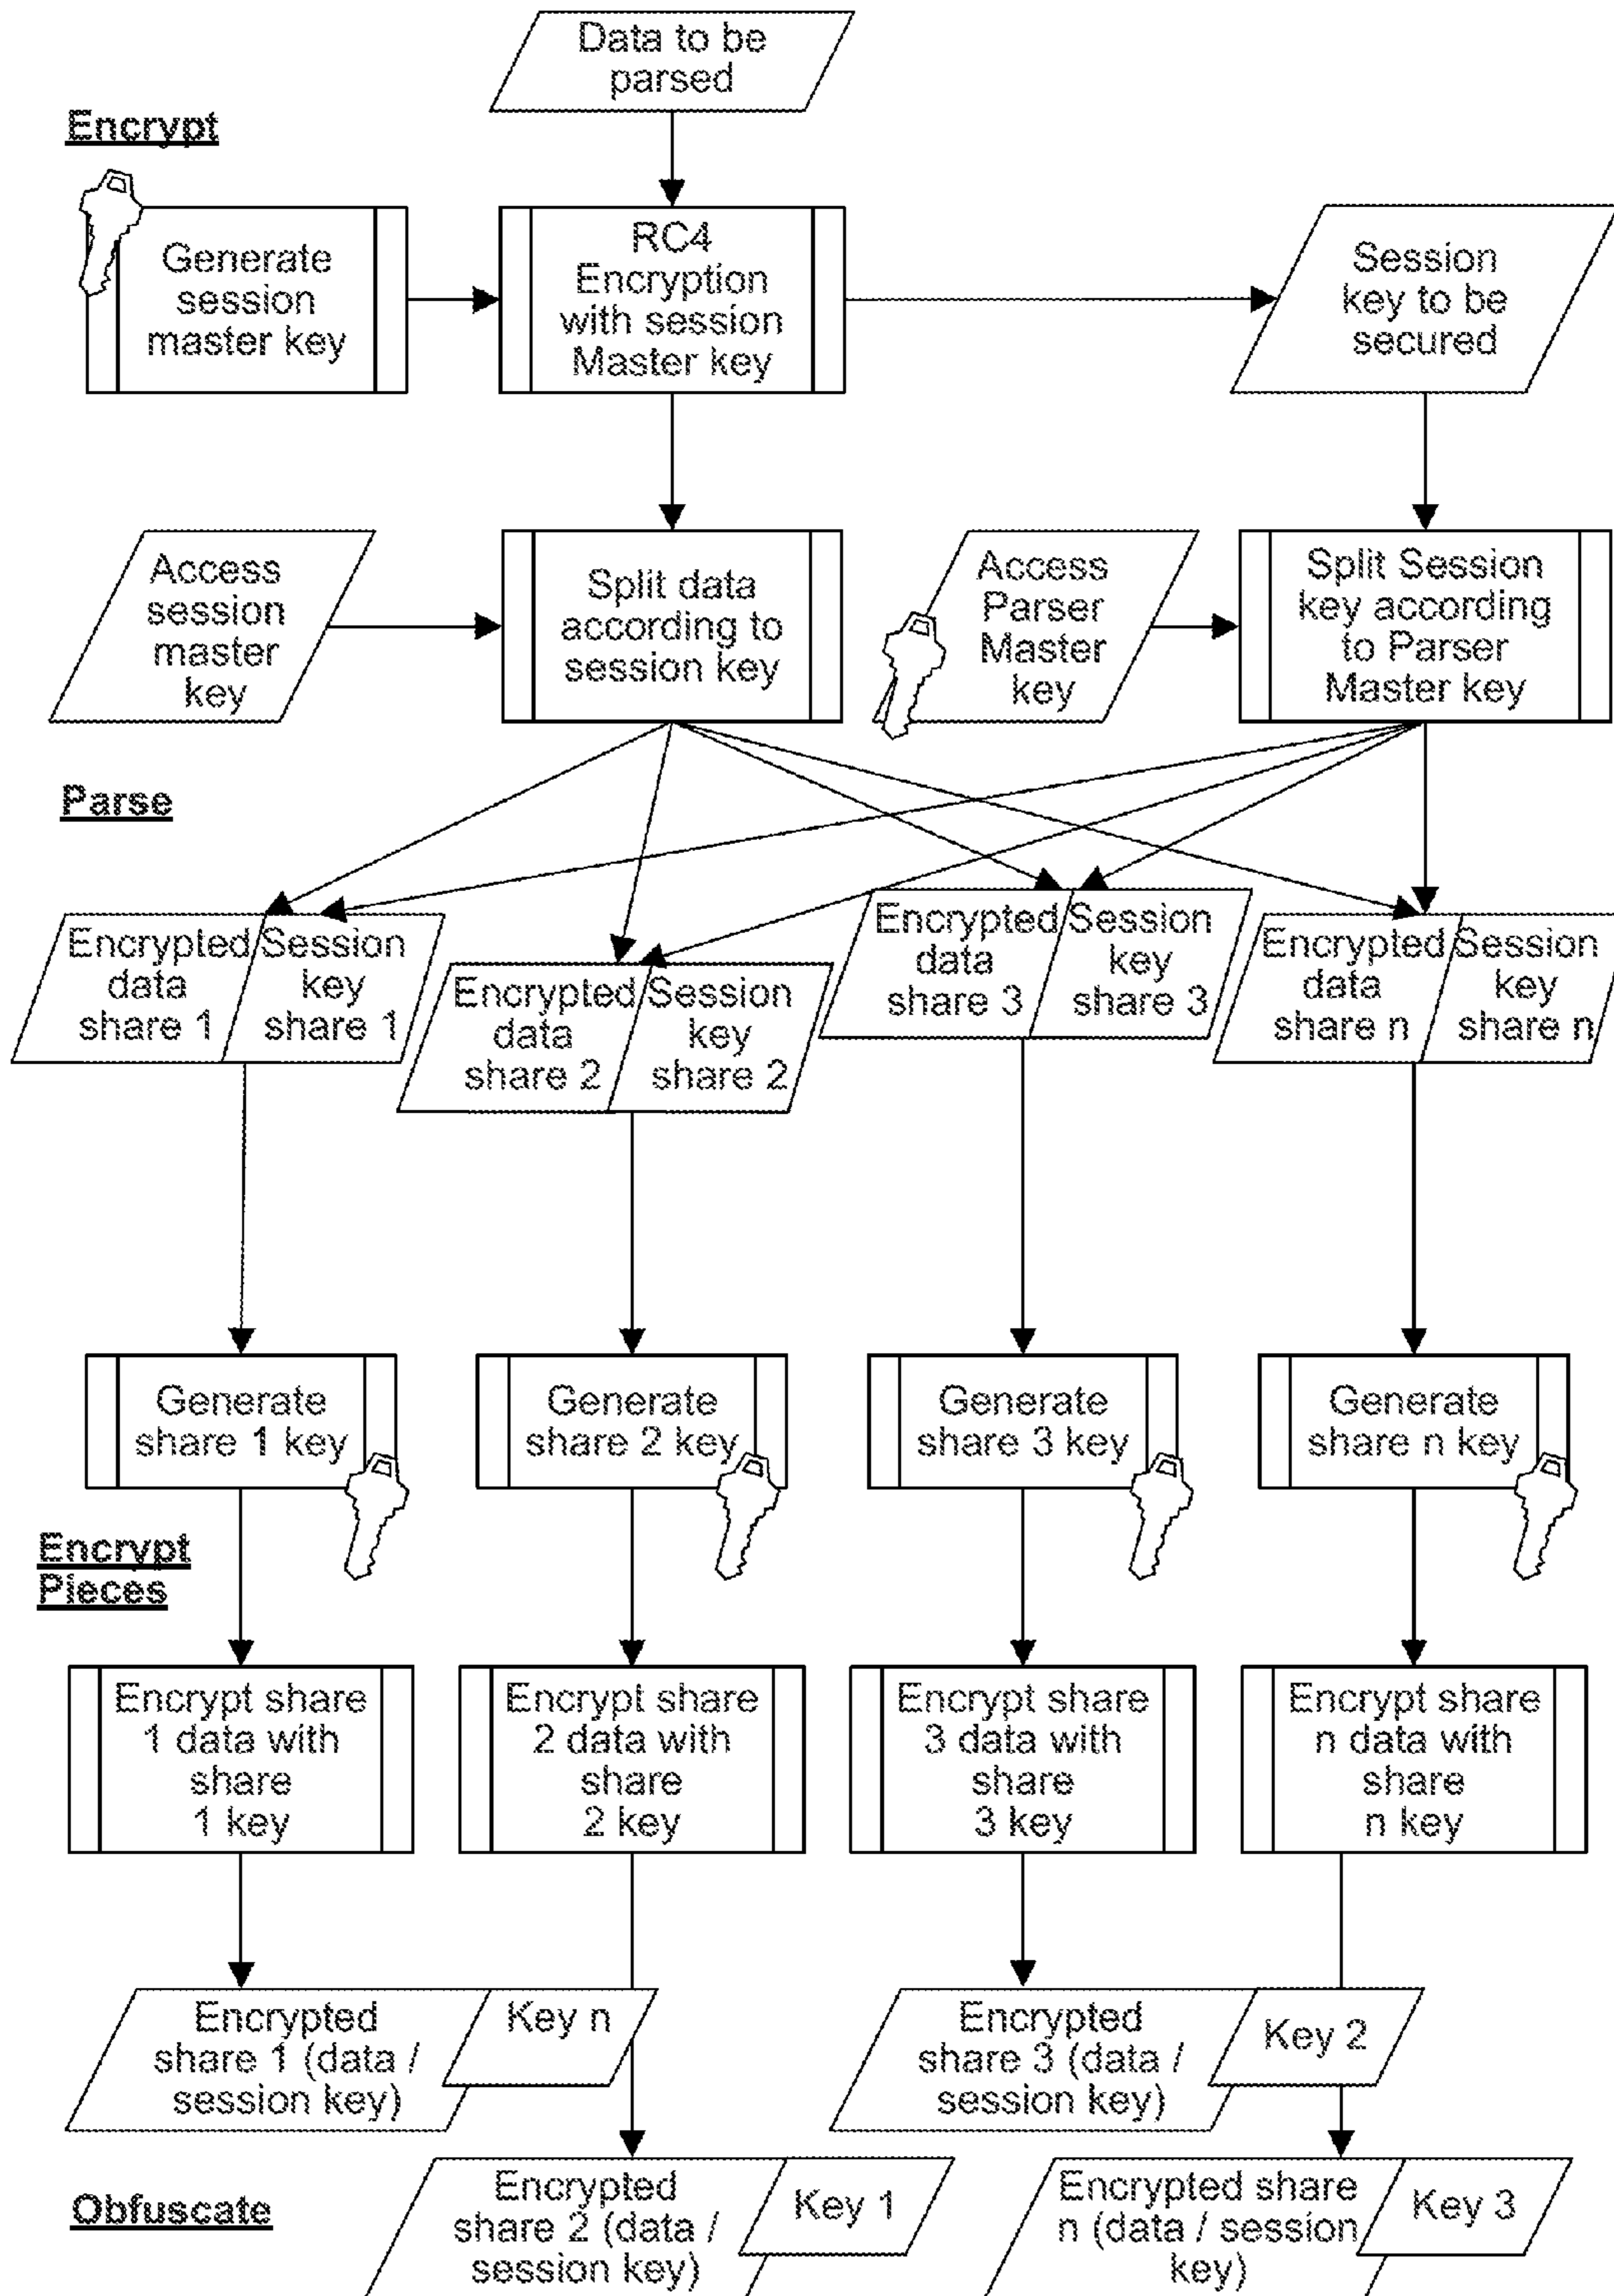 Data to be
parsed
Encrypt
Generate
session
master key
RC4
Encryption
with session
Master key
Session
key to be
secured
Access
session
master
key
Split data
according to
session key
Access
Parser
Master
key
Split Session
key according
to Parser
Master key
Parse
Encrypted
data
share 1
Session
key
share 1
Encrypted
data
share 2
Session
key
share 2
Encrypted
data
share 3
Session
key
share 3
Encrypted
data
share n
Session
key
share n
Generate
share 1 key
Generate
share 2 key
Generate
share 3 key
Generate
share n key
Encrypt
Pieces
Encrypt share
1 data with
share
1 key
Encrypt share
2 data with
share
2 key
Encrypt share
3 data with
share
3 key
Encrypt share
n data with
share
n key
Encrypted
share 1 (data /
session key)
Key n
Encrypted
share 3 (data /
session key)
Key 2
Obfuscate
Encrypted
share 2 (data /
session key)
Key 1
Encrypted share
n (data / session
key)
Key 3